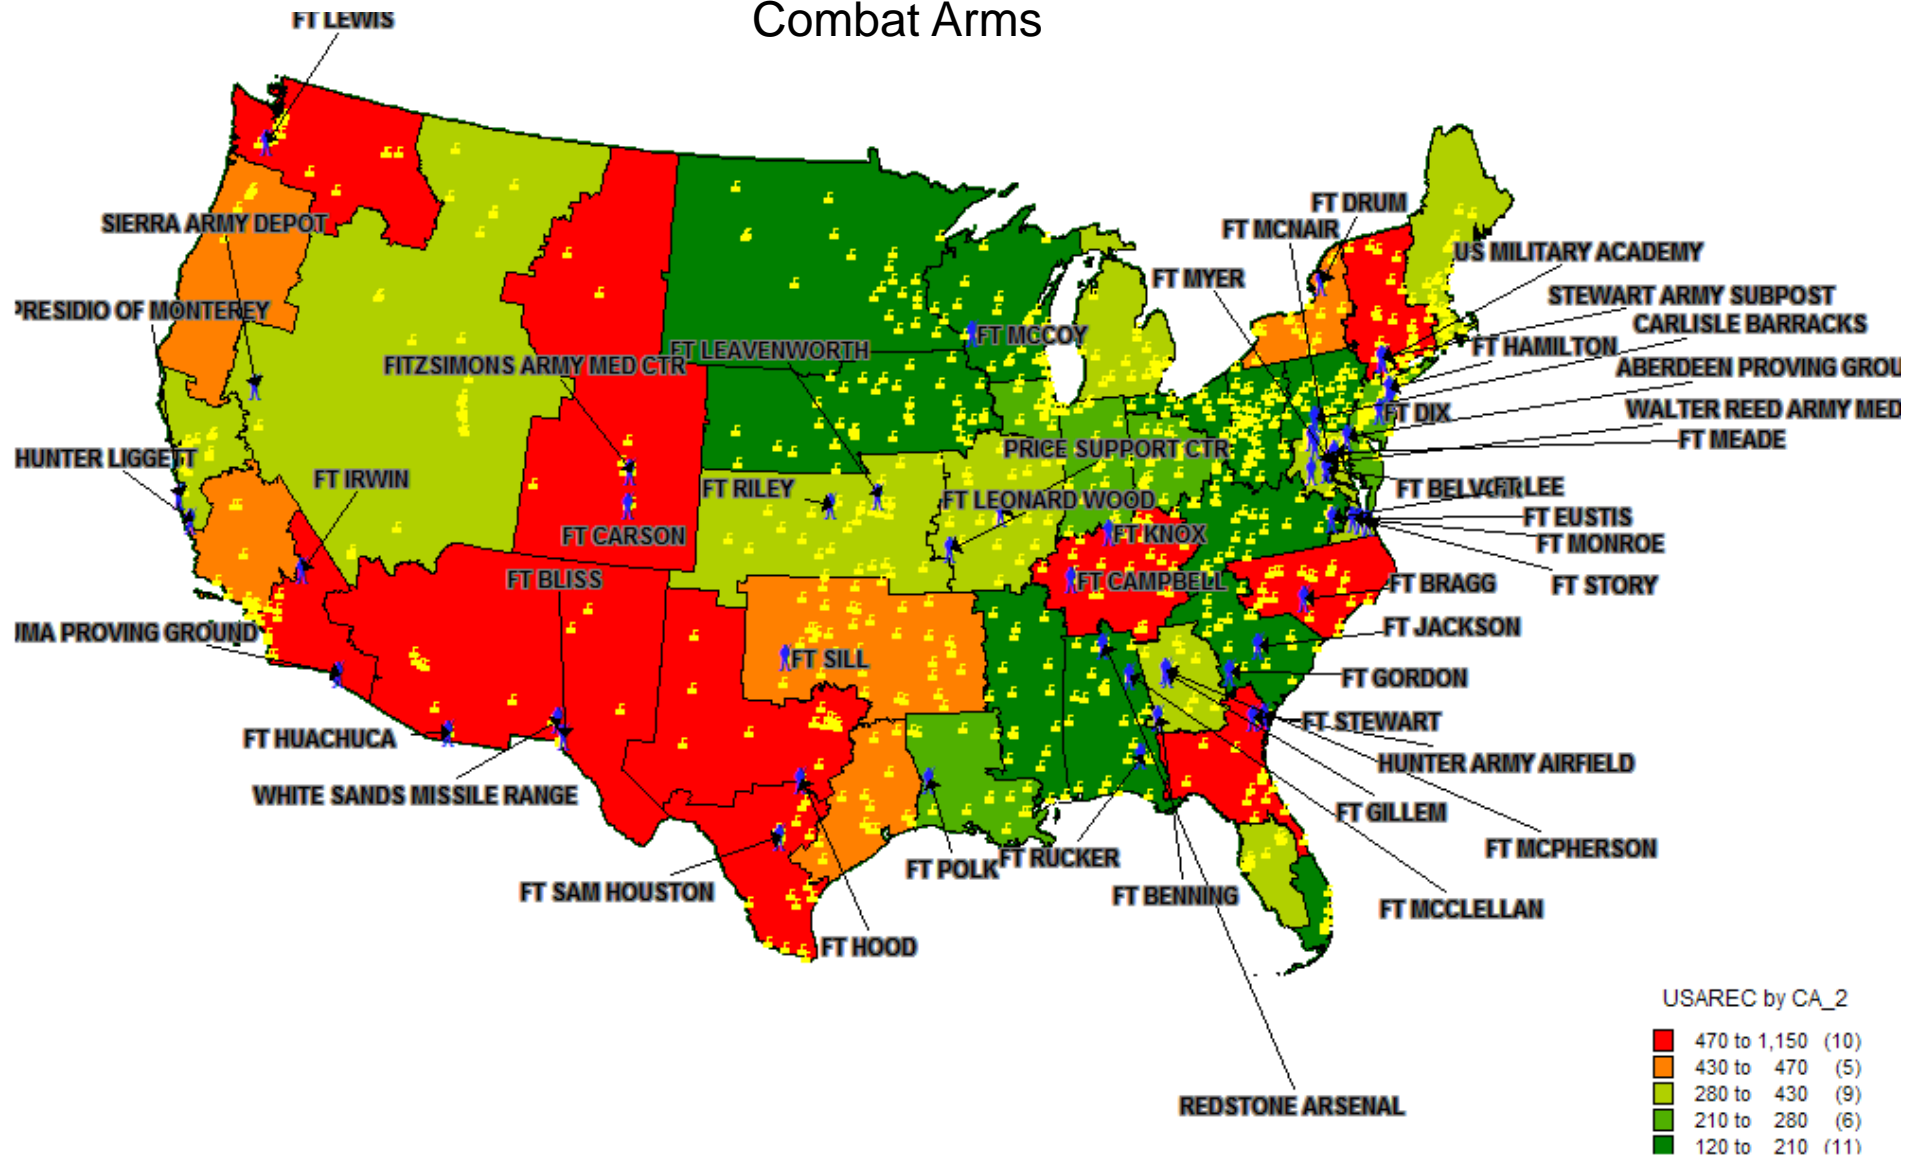 Combat Arms
FT LEWIS
FT DRUM
FT MCNAIR
SIERRA ARMY DEPOT
US MILITARY ACADEMY
FT MYER
STEWART ARMY SUBPOST
PRESIDIO OF MONTEREY
CARLISLE BARRACKS
FT MCCOY
FT HAMILTON
FT LEAVENWORTH
FITZSIMONS ARMY MED CTR
ABERDEEN PROVING GROU
FT DIX
WALTER REED ARMY MED
FT MEADE
PRICE SUPPORT CTR
HUNTER LIGGETT
FT IRWIN
FT RILEY
FT BELVOIR
FT LEE
FT LEONARD WOOD
FT EUSTIS
FT CARSON
FT KNOX
FT MONROE
FT BLISS
FT CAMPBELL
FT BRAGG
FT STORY
UMA PROVING GROUND
FT JACKSON
FT SILL
FT GORDON
FT HUACHUCA
FT STEWART
HUNTER ARMY AIRFIELD
WHITE SANDS MISSILE RANGE
FT GILLEM
FT MCPHERSON
FT RUCKER
FT POLK
FT SAM HOUSTON
FT BENNING
FT MCCLELLAN
FT HOOD
REDSTONE ARSENAL
USAREC by CA_2
470 to 1,150 (10)
430 to 470 (5)
280 to 430 (9)
210 to 280 (6)
120 to 210 (11)